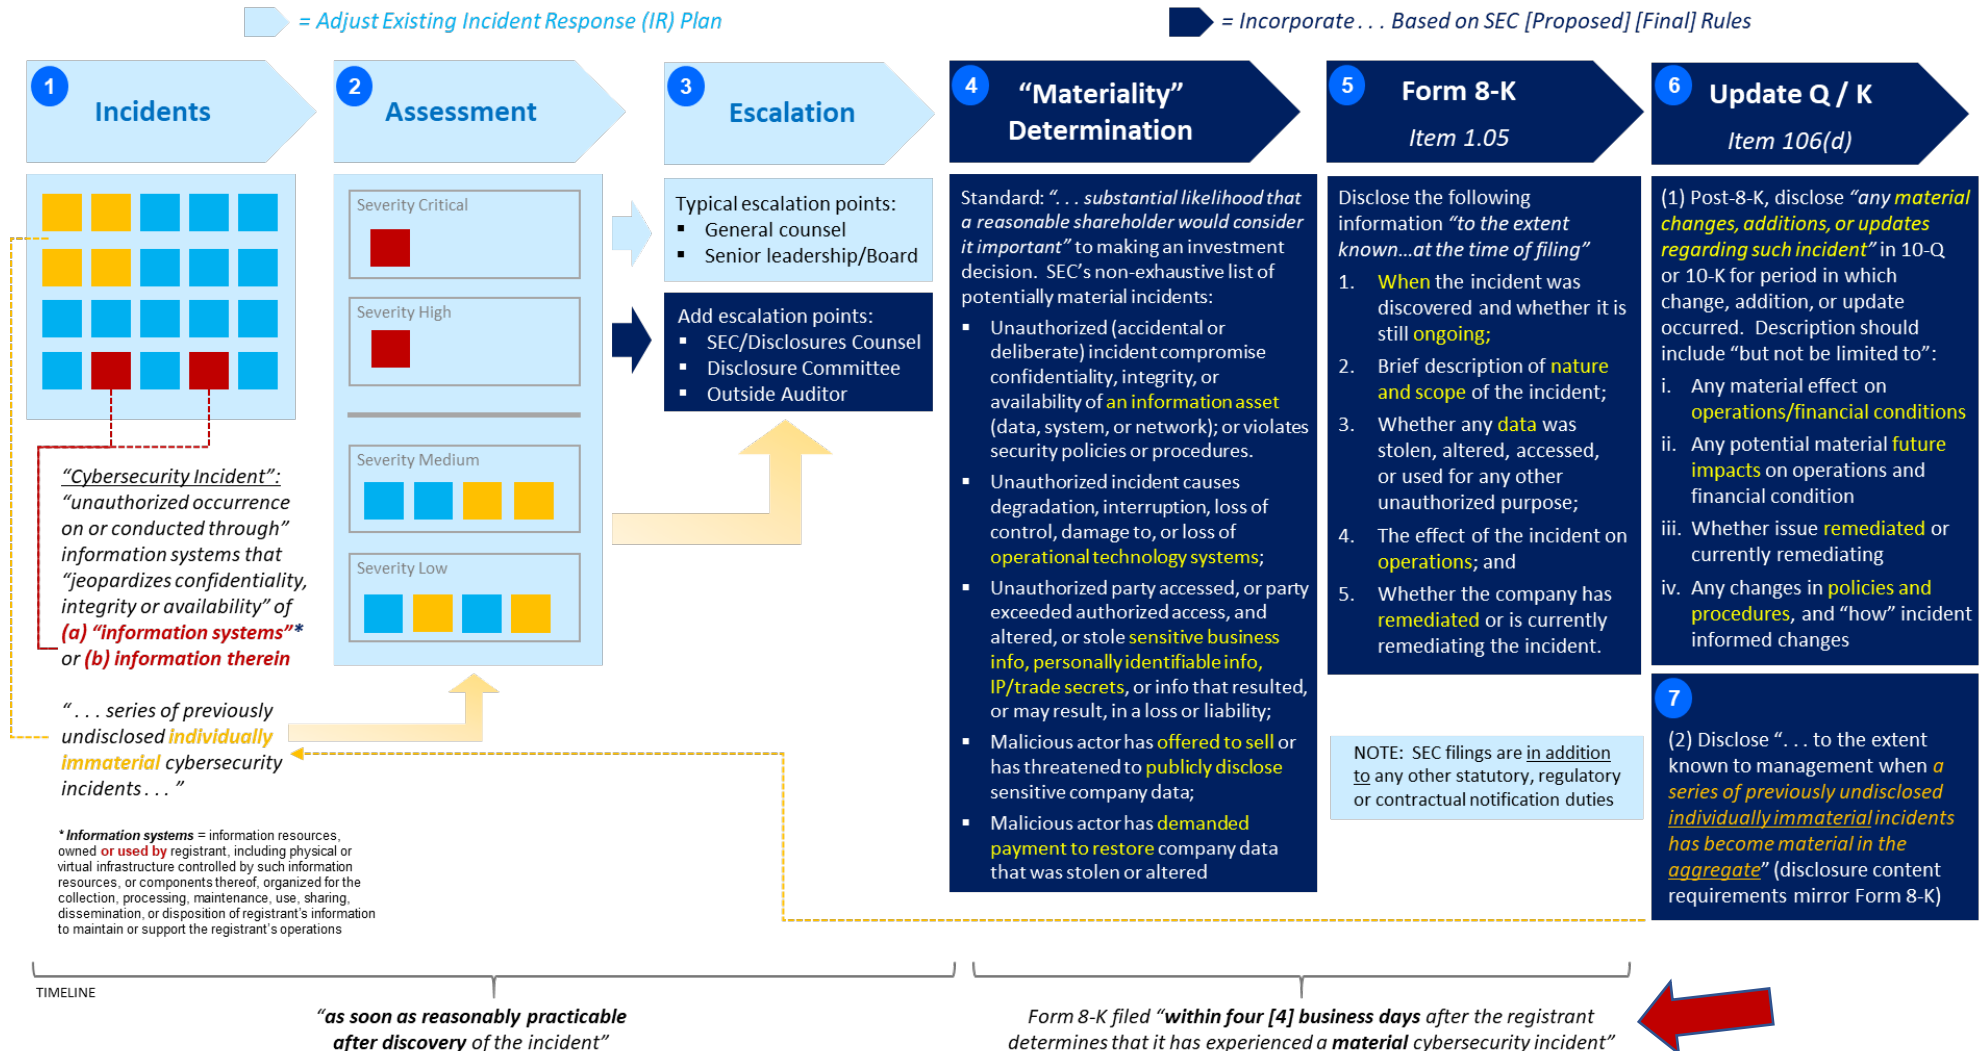 = Adjust Existing Incident Response (IR) Plan
= Incorporate . . . Based on SEC [Proposed] [Final] Rules
1
Incidents
2
Assessment
3
Escalation
4
“Materiality”
Determination
5
Form 8-K
Item 1.05
6
Update Q / K
Item 106(d)
“Cybersecurity Incident”:
“unauthorized occurrence
on or conducted through”
information systems that
“jeopardizes confidentiality,
integrity or availability” of
(a) “information systems”*
or (b) information therein
“ . . . series of previously
undisclosed individually
immaterial cybersecurity
incidents . . . ”
* Information systems = information resources,
owned or used by registrant, including physical or
virtual infrastructure controlled by such information
resources, or components thereof, organized for the
collection, processing, maintenance, use, sharing,
dissemination, or disposition of registrant’s information
to maintain or support the registrant’s operations
Severity Critical
Severity High
Severity Medium
Severity Low
Typical escalation points:
▪ General counsel
▪ Senior leadership/Board
Add escalation points:
▪ SEC/Disclosures Counsel
▪ Disclosure Committee
▪ Outside Auditor
Standard: “. . . substantial likelihood that
a reasonable shareholder would consider
it important” to making an investment
decision. SEC’s non-exhaustive list of
potentially material incidents:
▪ Unauthorized (accidental or
deliberate) incident compromise
confidentiality, integrity, or
availability of an information asset
(data, system, or network); or violates
security policies or procedures.
▪ Unauthorized incident causes
degradation, interruption, loss of
control, damage to, or loss of
operational technology systems;
▪ Unauthorized party accessed, or party
exceeded authorized access, and
altered, or stole sensitive business
info, personally identifiable info,
IP/trade secrets, or info that resulted,
or may result, in a loss or liability;
▪ Malicious actor has offered to sell or
has threatened to publicly disclose
sensitive company data;
▪ Malicious actor has demanded
payment to restore company data
that was stolen or altered
Disclose the following
information “to the extent
known…at the time of filing”
1. When the incident was
discovered and whether it is
still ongoing;
2. Brief description of nature
and scope of the incident;
3. Whether any data was
stolen, altered, accessed,
or used for any other
unauthorized purpose;
4. The effect of the incident on
operations; and
5. Whether the company has
remediated or is currently
remediating the incident.
NOTE: SEC filings are in addition
to any other statutory, regulatory
or contractual notification duties
(1) Post-8-K, disclose “any material
changes, additions, or updates
regarding such incident” in 10-Q
or 10-K for period in which
change, addition, or update
occurred. Description should
include “but not be limited to”:
i. Any material effect on
operations/financial conditions
ii. Any potential material future
impacts on operations and
financial condition
iii. Whether issue remediated or
currently remediating
iv. Any changes in policies and
procedures, and “how” incident
informed changes
7
(2) Disclose “. . . to the extent
known to management when a
series of previously undisclosed
individually immaterial incidents
has become material in the
aggregate” (disclosure content
requirements mirror Form 8-K)
TIMELINE
“as soon as reasonably practicable
after discovery of the incident”
Form 8-K filed “within four [4] business days after the registrant
determines that it has experienced a material cybersecurity incident”